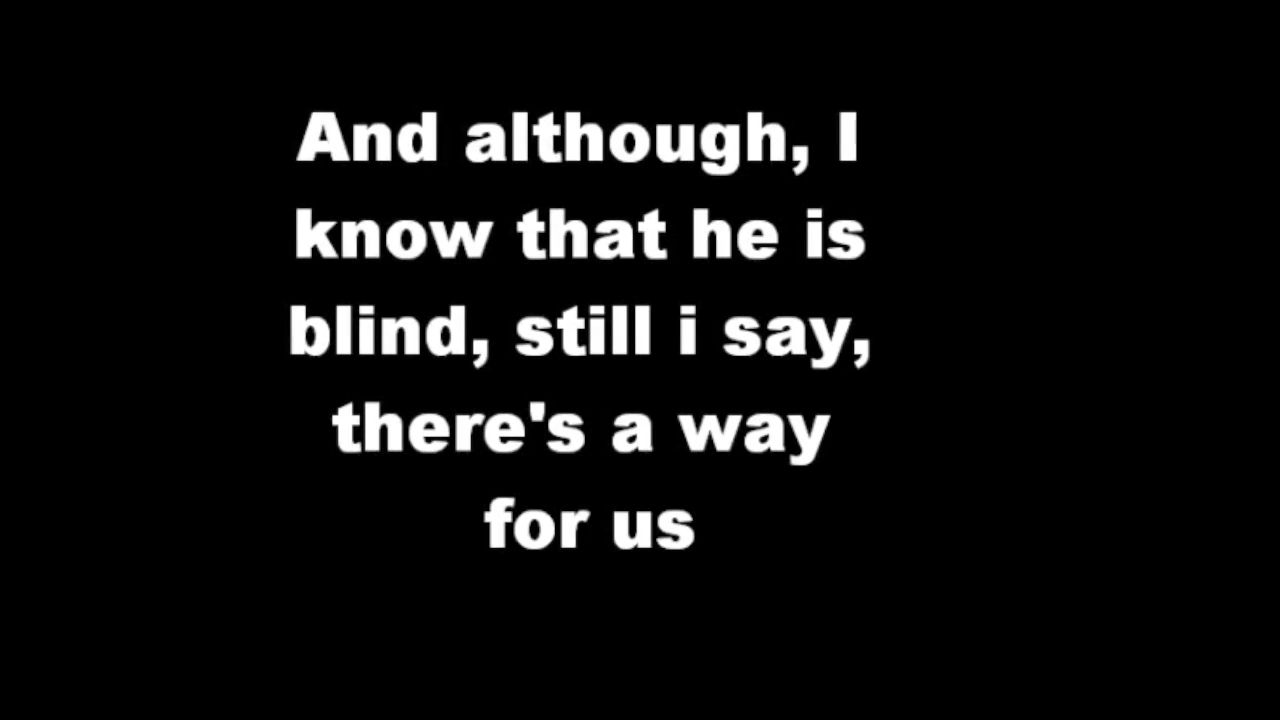 And although, I
know that he is
blind, still i say,
there's a way
for us